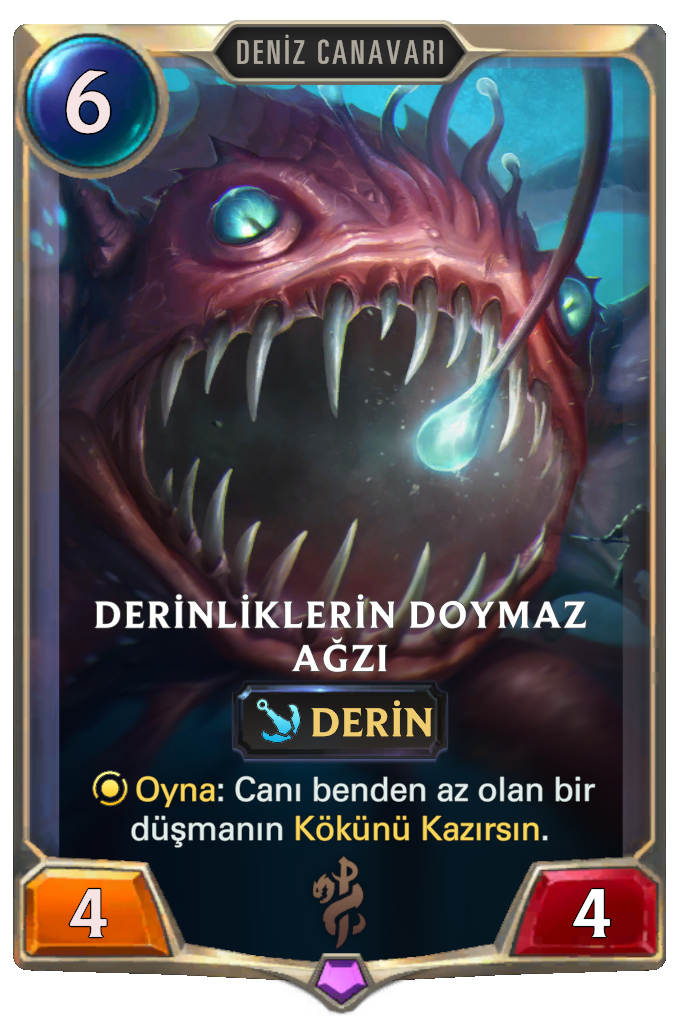 DENİZ CANAVARI
6
DERİNLİKLERİN DOYMAZ
AĞZI
DERİN
Oyna: Canı benden az olan bir
düşmanın Kökünü Kazırsın.
4
4